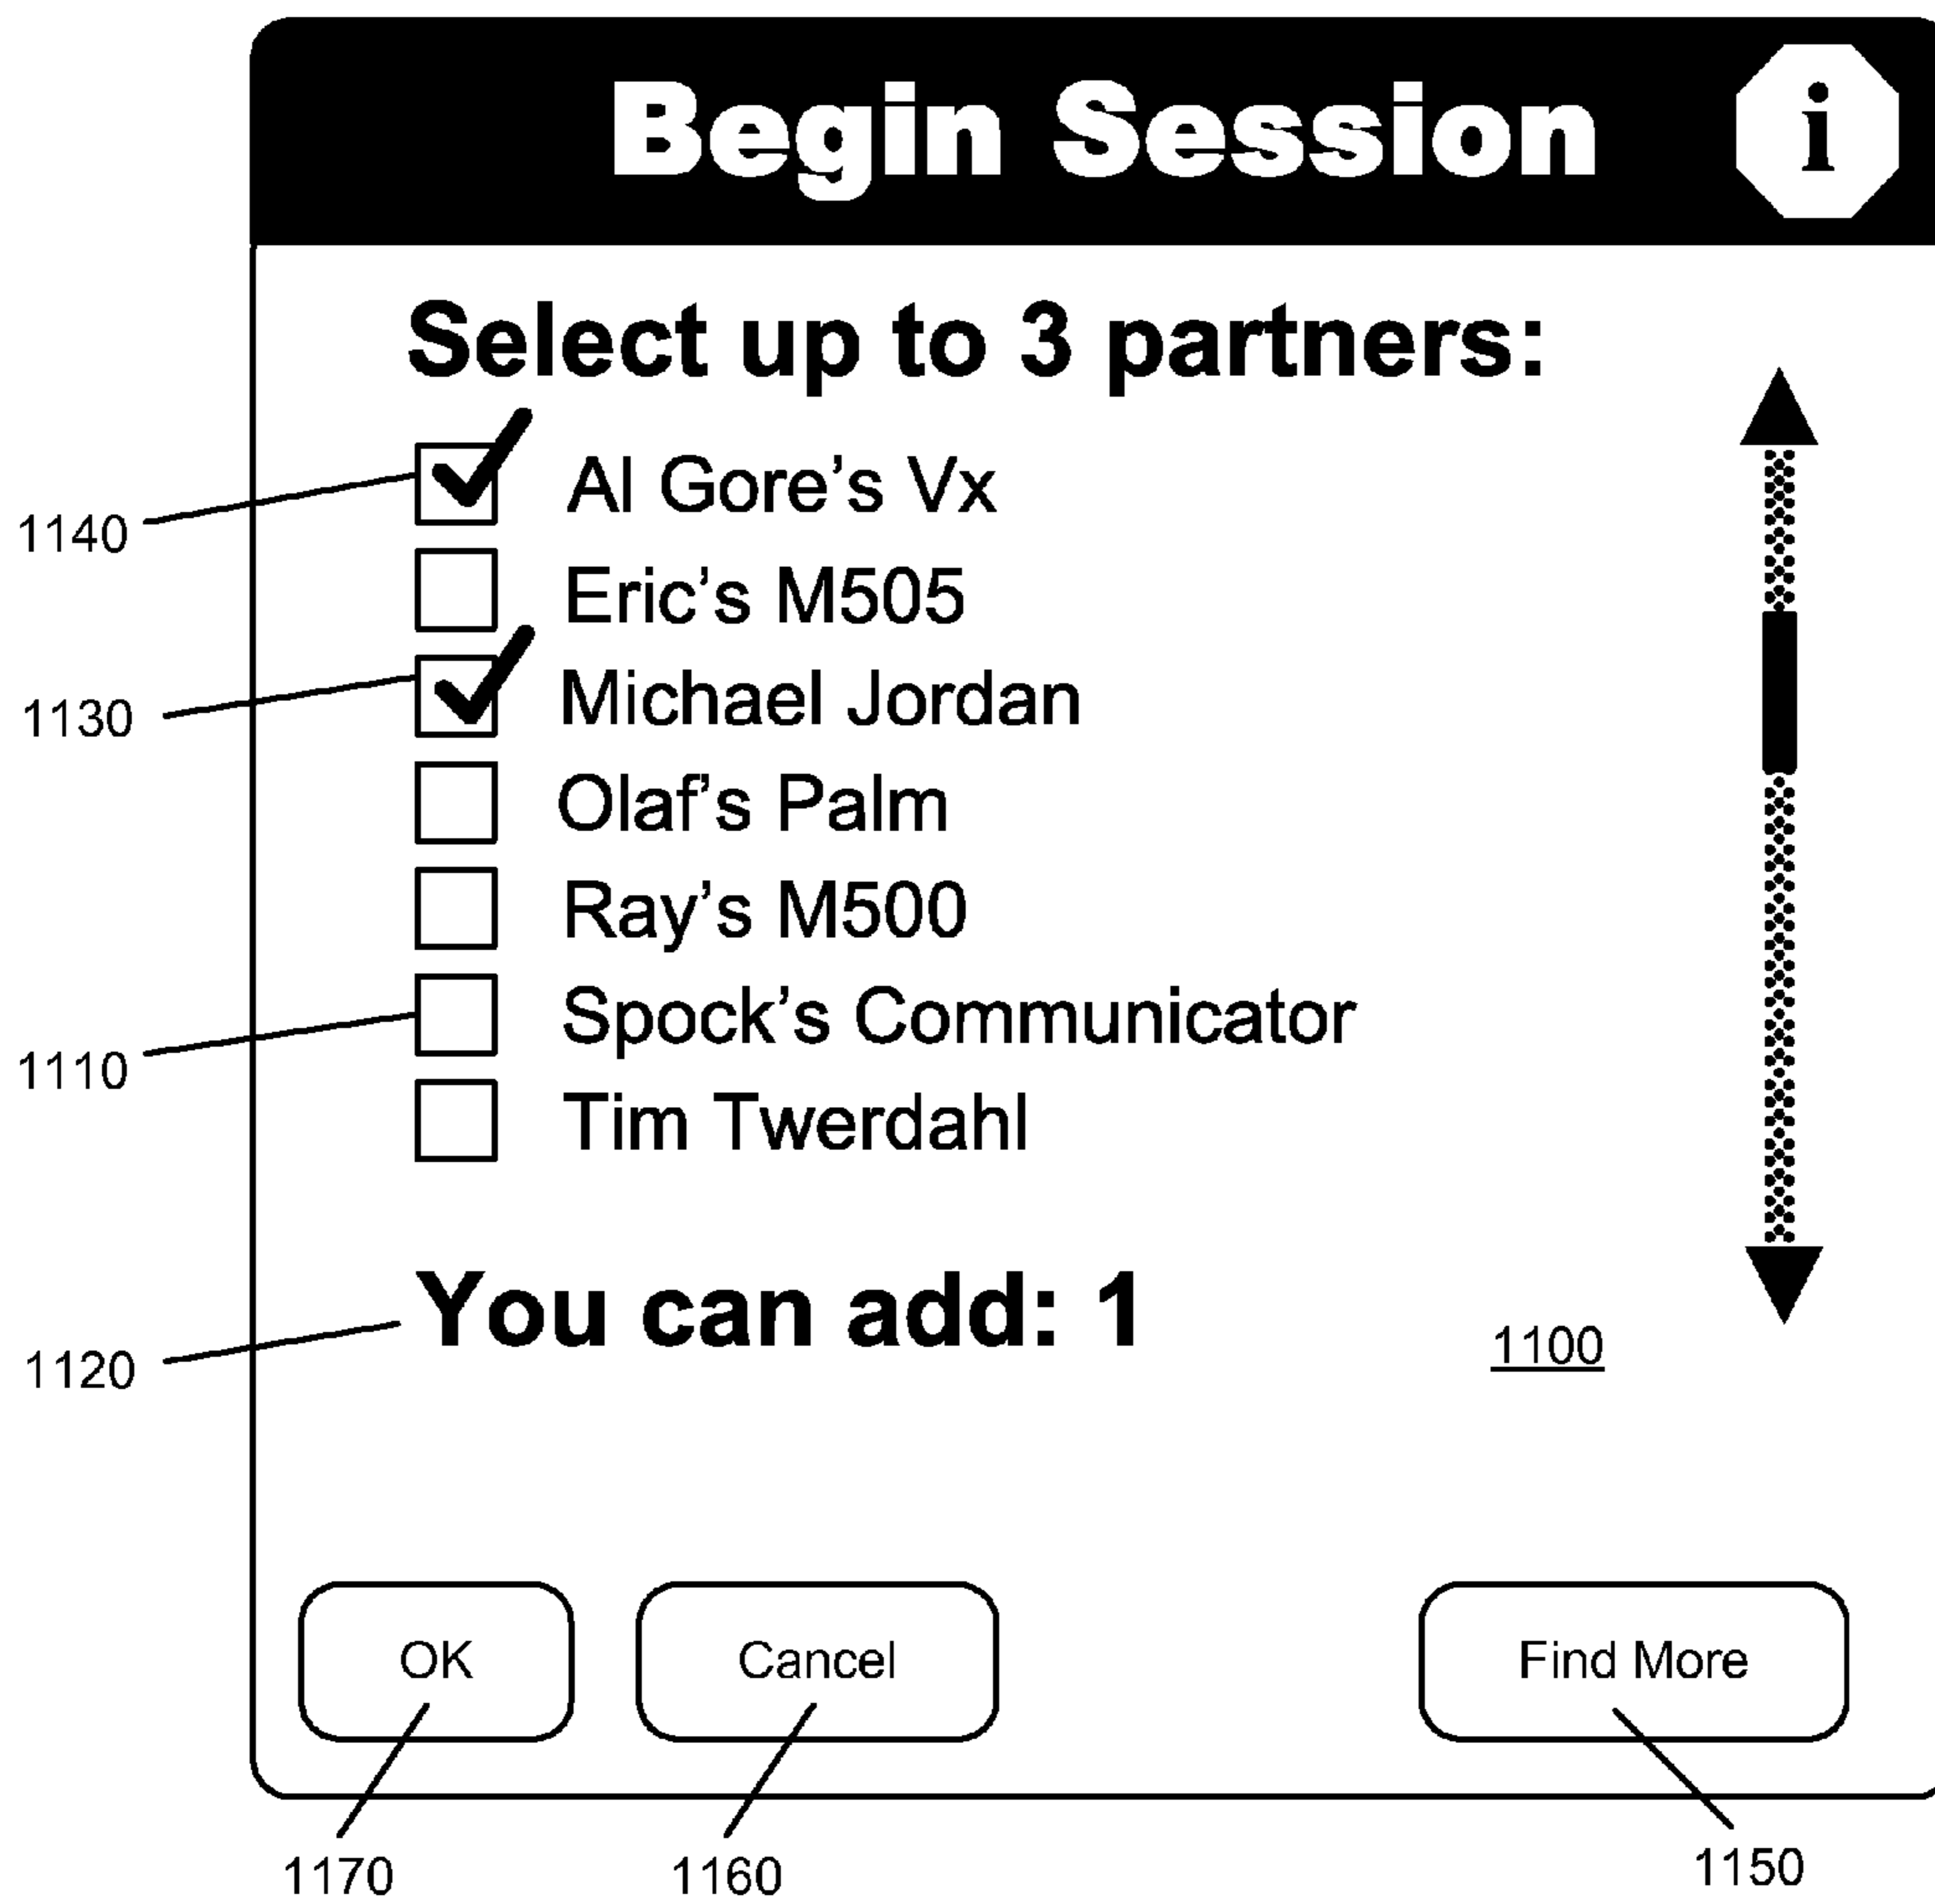 Begin Session i
Select up to 3 partners:
1140 Al Gore's Vx
Eric's M505
1130 Michael Jordan
Olaf's Palm
Ray's M500
1110 Spock's Communicator
Tim Twerdahl
1120 You can add: 1
1100
OK Cancel Find More
1170 1160 1150